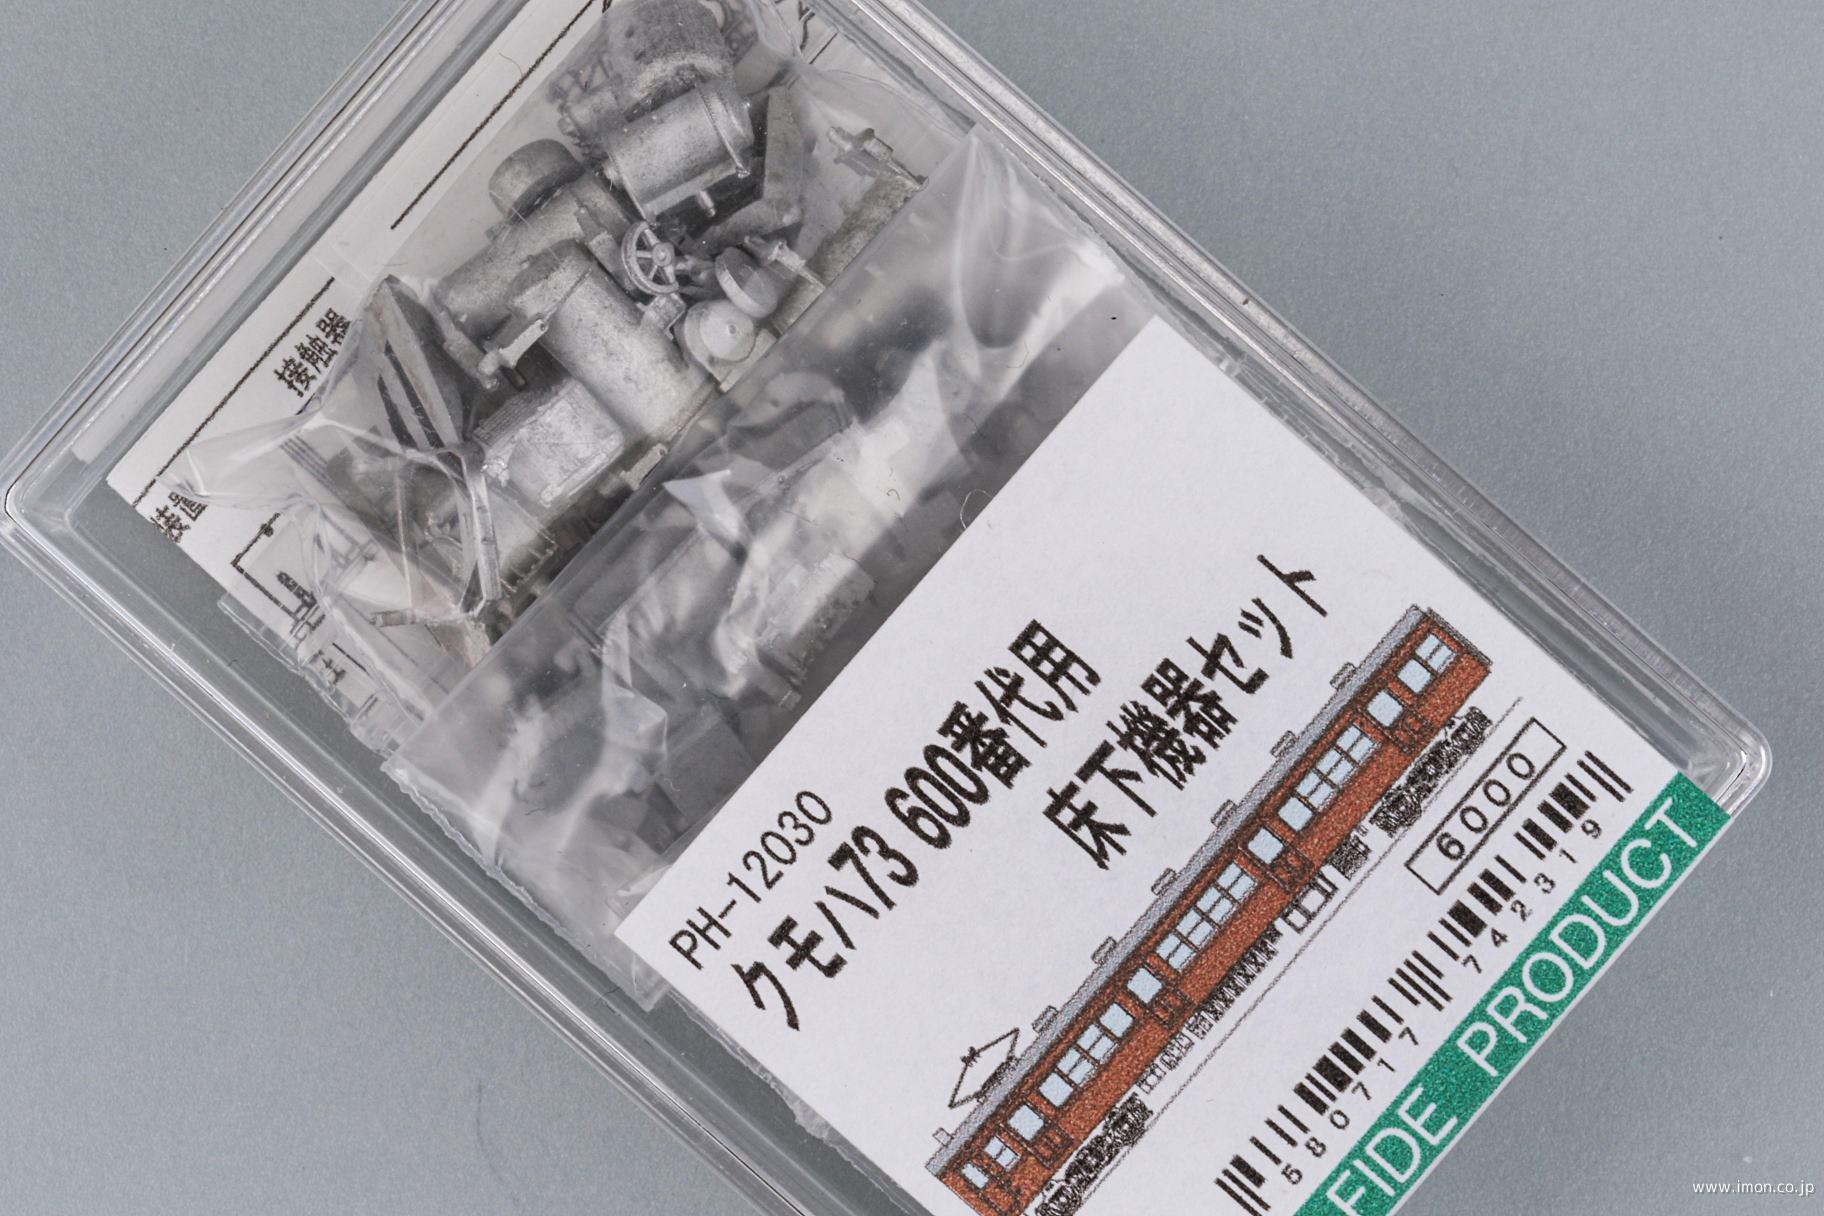 接触器
PH-12030
クモハ73 600番代用
床下機器セット
6000
580717 742319
FIDE PRODUCT
www.imon.co.jp